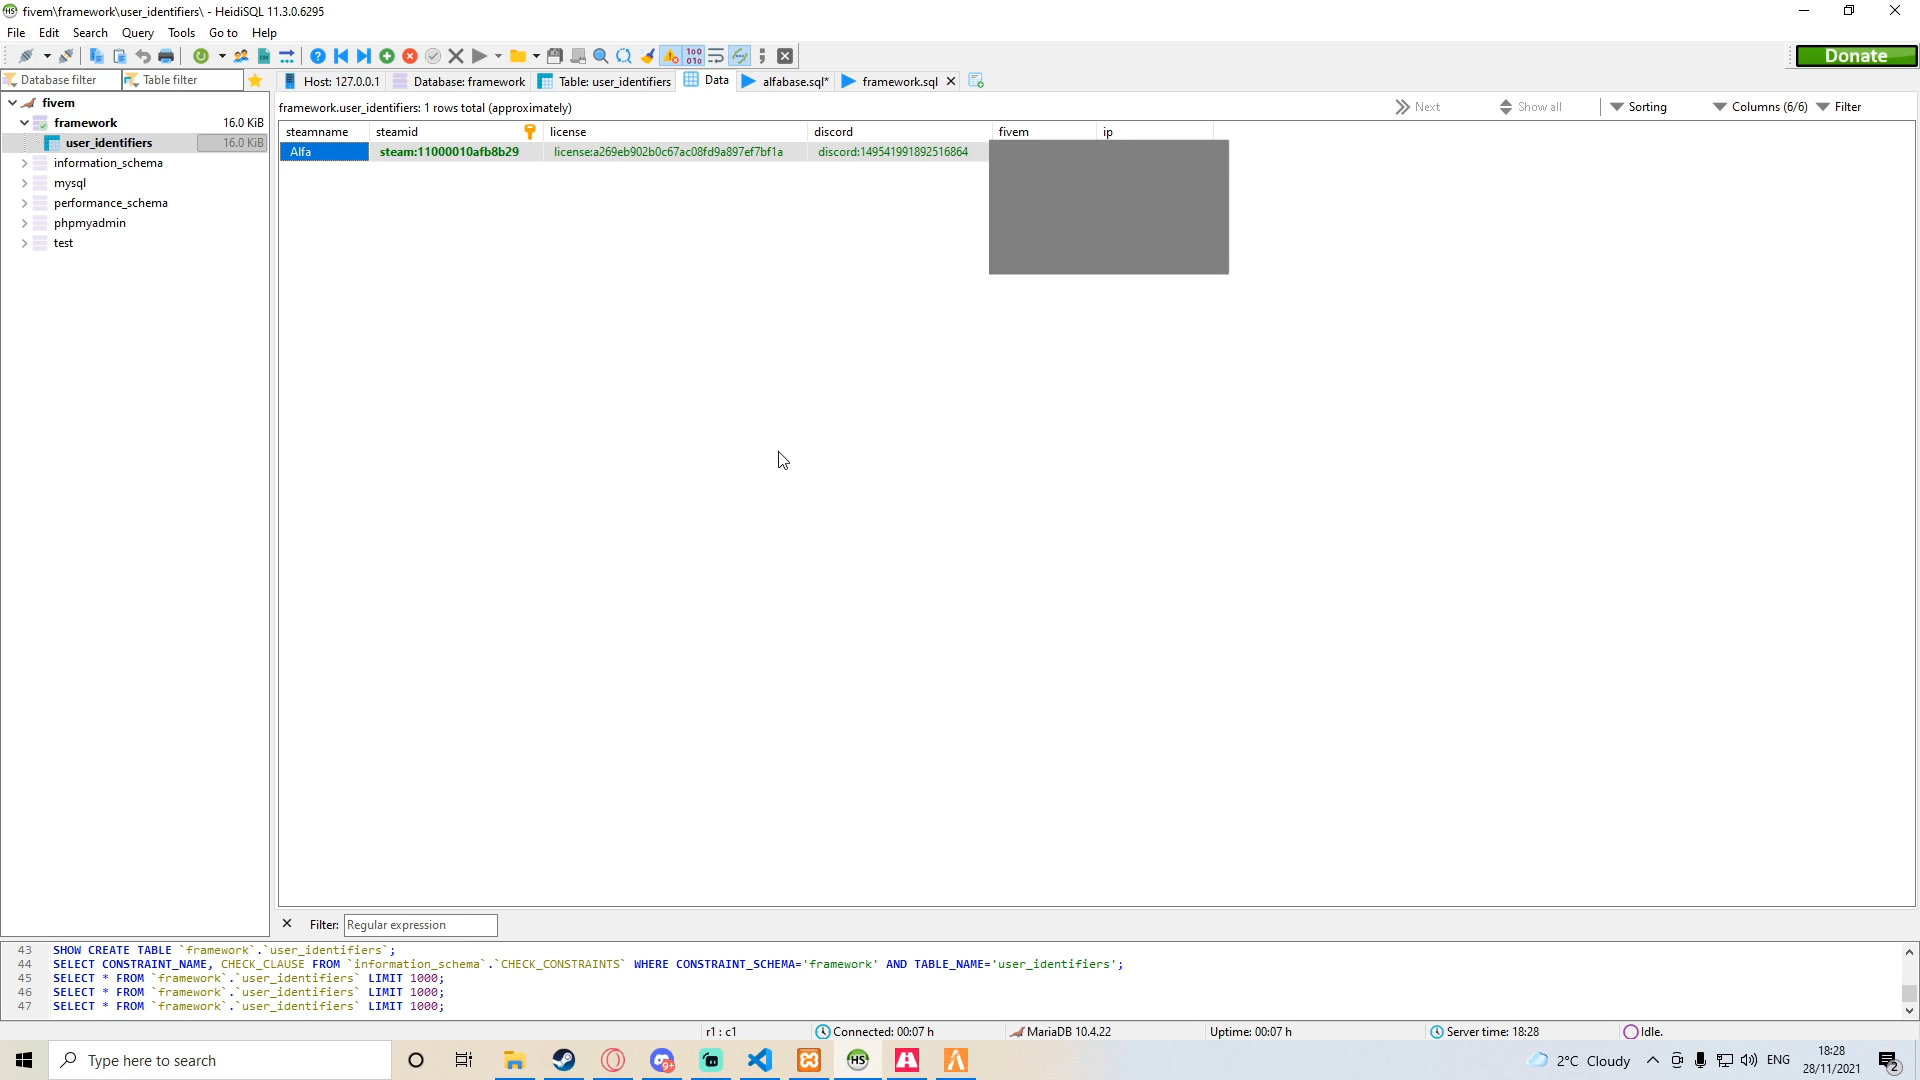 fivem\framework\user_identifiers\ - HeidiSQL 11.3.0.6295
File Edit Search Query Tools Go to Help
Donate
Database filter Table filter Host: 127.0.0.1 Database: framework Table: user_identifiers Data alfabase.sql* framework.sql
fivem
framework 16.0 KiB
user_identifiers 16.0 KiB
information_schema
mysql
performance_schema
phpmyadmin
test
framework.user_identifiers: 1 rows total (approximately) Next Show all Sorting Columns (6/6) Filter
steamname steamid license discord fivem ip
Alfa steam:11000010afb8b29 license:a269eb902b0c67ac08fd9a897ef7bf1a discord:149541991892516864
Filter: Regular expression
43 SHOW CREATE TABLE `framework`.`user_identifiers`;
44 SELECT CONSTRAINT_NAME, CHECK_CLAUSE FROM `information_schema`.`CHECK_CONSTRAINTS` WHERE CONSTRAINT_SCHEMA='framework' AND TABLE_NAME='user_identifiers';
45 SELECT * FROM `framework`.`user_identifiers` LIMIT 1000;
46 SELECT * FROM `framework`.`user_identifiers` LIMIT 1000;
47 SELECT * FROM `framework`.`user_identifiers` LIMIT 1000;
r1 : c1 Connected: 00:07 h MariaDB 10.4.22 Uptime: 00:07 h Server time: 18:28 Idle.
Type here to search
2°C Cloudy ENG
18:28
28/11/2021
2